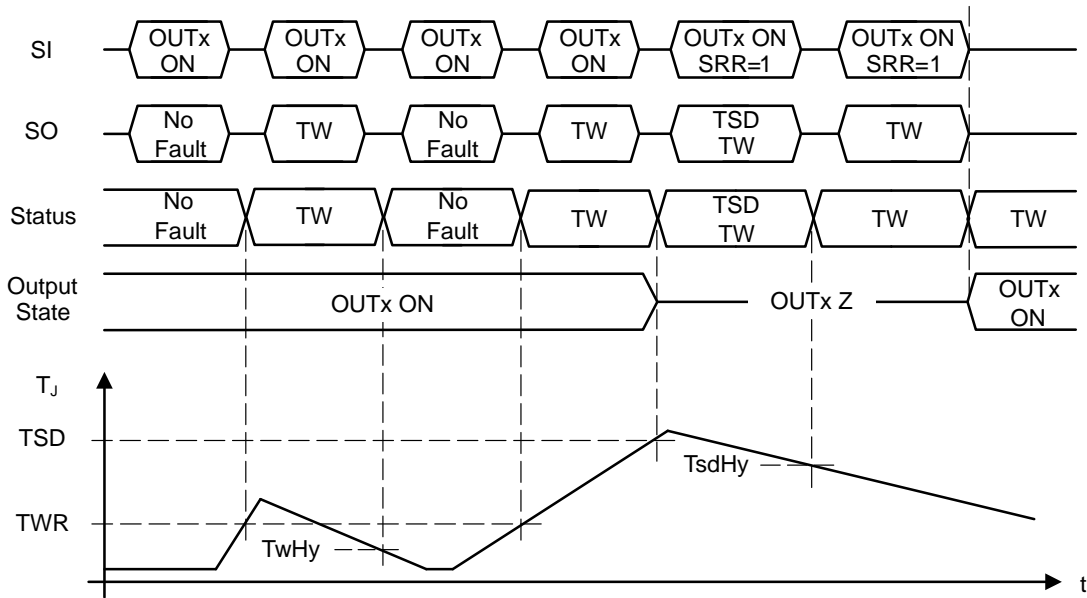 SI
OUTx
ON
OUTx
ON
OUTx
ON
OUTx
ON
OUTx ON
SRR=1
OUTx ON
SRR=1
SO
No
Fault
TW
No
Fault
TW
TSD
TW
TW
Status
No
Fault
TW
No
Fault
TW
TSD
TW
TW
TW
Output
State
OUTx ON
OUTx Z
OUTx
ON
TJ
TSD
TsdHy
TWR
TwHy
t